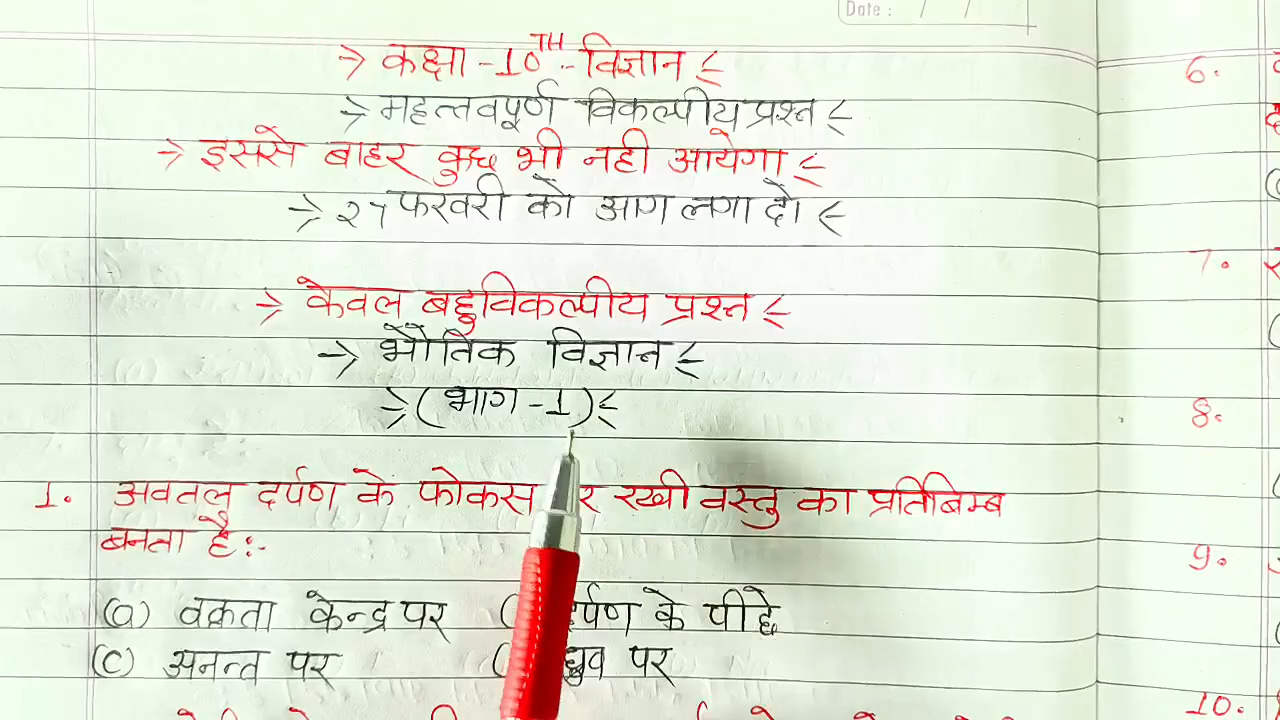 Date : / /
→ कक्षा -10TH - विज्ञान ←
→ महत्तवपूर्ण विकल्पीय प्रश्न ←
→ इससे बाहर कुछ भी नही आयेगा ←
→ २7 फरवरी को आग लगा दो ←
→ केवल बहुविकल्पीय प्रश्न ←
→ भौतिक विज्ञान ←
→ (भाग -1) ←
1. अवतल दर्पण के फोकस र रखी वस्तु का प्रतिबिम्ब
बनता है:-
(a) वक्रता केन्द्र पर ( दर्पण के पीछे
(c) अनन्त पर ( ध्रुव पर
6.
7.
8.
9.
10.